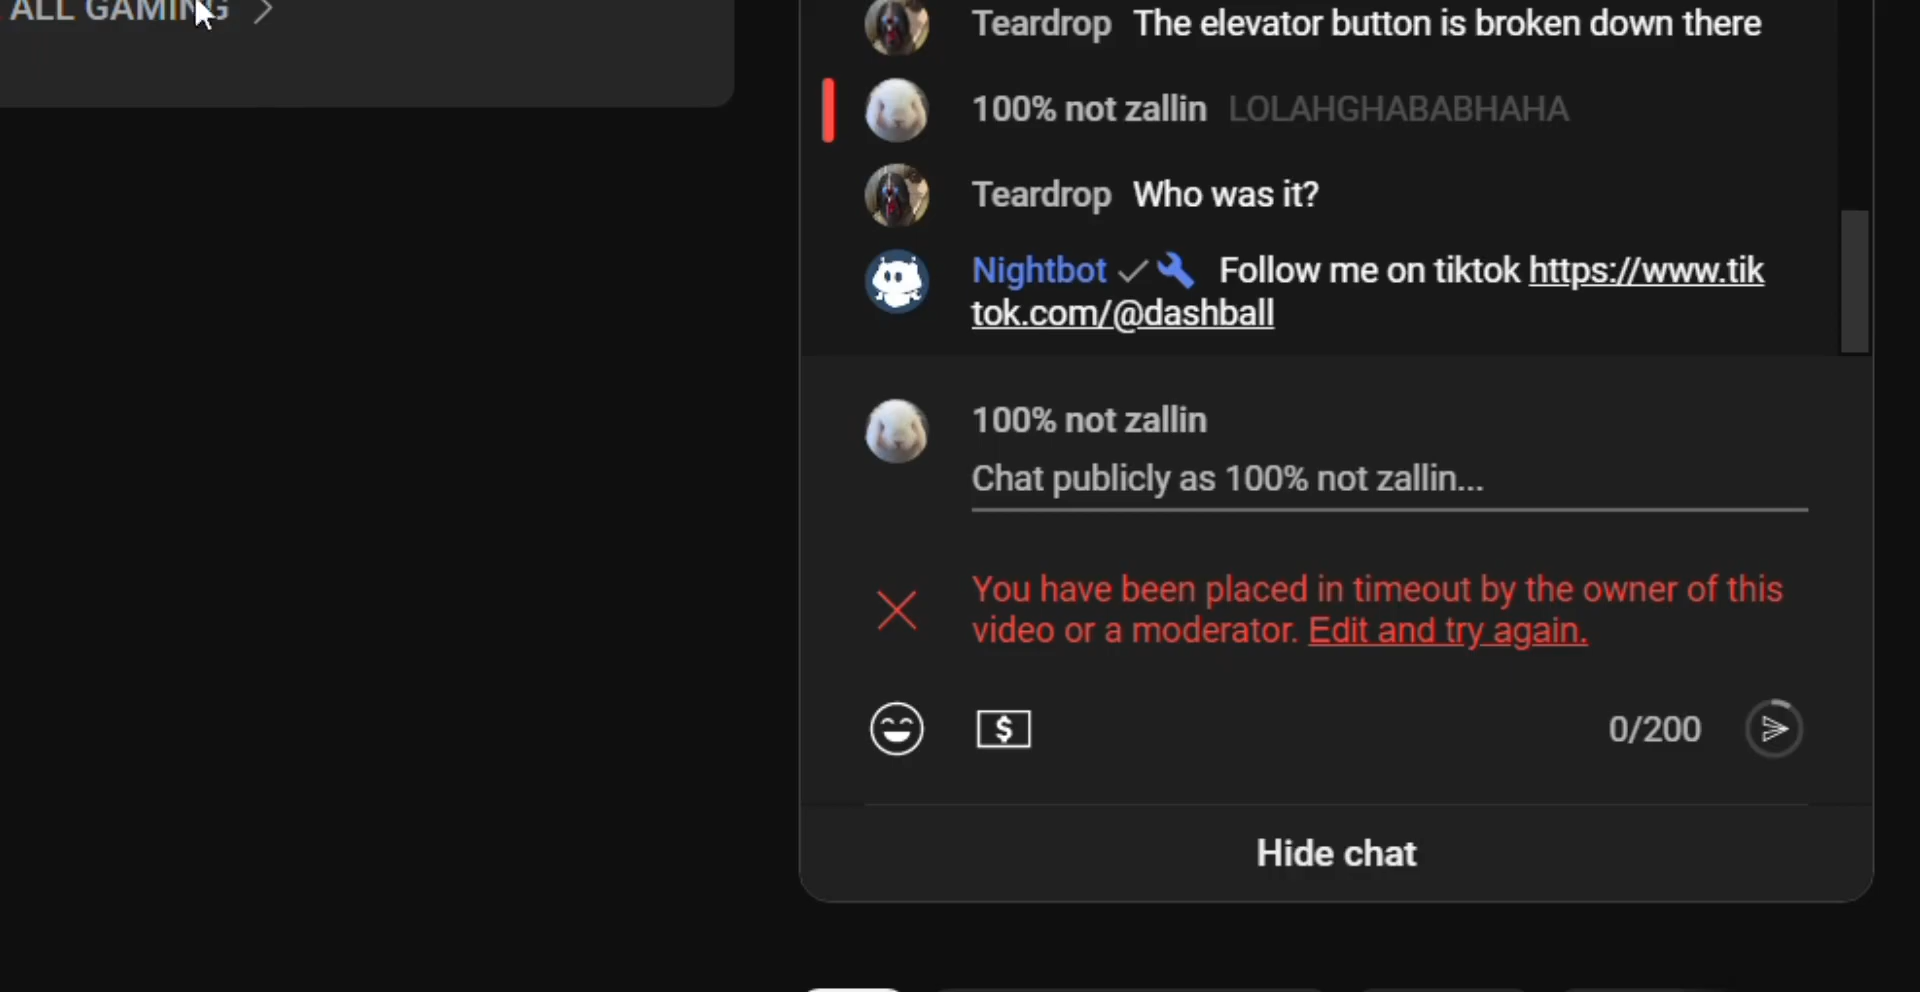 ALL GAMING
Teardrop The elevator button is broken down there
100% not zallin LOLAHGHABABHAHA
Teardrop Who was it?
Nightbot Follow me on tiktok https://www.tik
tok.com/@dashball
100% not zallin
Chat publicly as 100% not zallin...
You have been placed in timeout by the owner of this
video or a moderator. Edit and try again.
$
0/200
Hide chat